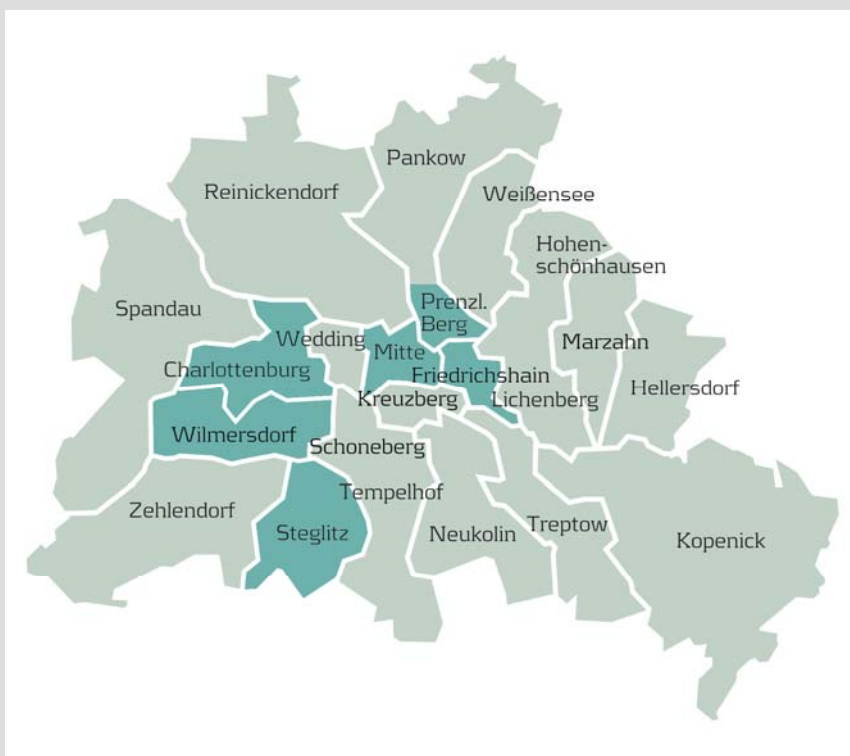 Pankow
Reinickendorf
Weißensee
Hohen-
schönhausen
Spandau
Prenzl.
Berg
Wedding
Mitte
Marzahn
Charlottenburg
Friedrichshain
Hellersdorf
Kreuzberg
Lichenberg
Wilmersdorf
Schoneberg
Tempelhof
Zehlendorf
Steglitz
Neukolin
Treptow
Kopenick